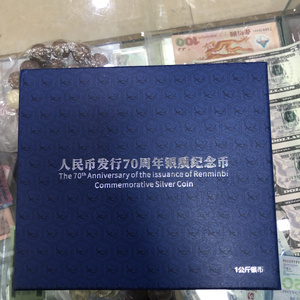 人民币发行70周年银质纪念币
The 70th Anniversary of the Issuance of Renminbi
Commemorative Silver Coin
1公斤银币
100